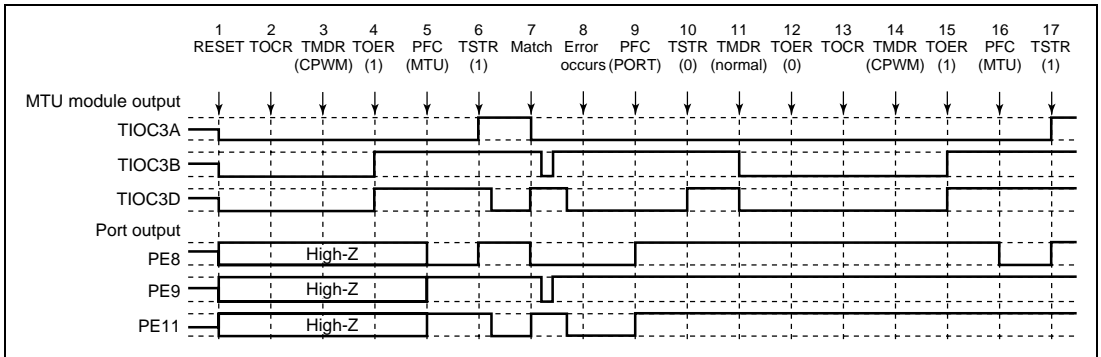 1 2 3 4 5 6 7 8 9 10 11 12 13 14 15 16 17
RESET TOCR TMDR TOER PFC TSTR Match Error PFC TSTR TMDR TOER TOCR TMDR TOER PFC TSTR
(CPWM) (1) (MTU) (1) occurs (PORT) (0) (normal) (0) (CPWM) (1) (MTU) (1)
MTU module output
TIOC3A
TIOC3B
TIOC3D
Port output
PE8 High-Z
PE9 High-Z
PE11 High-Z